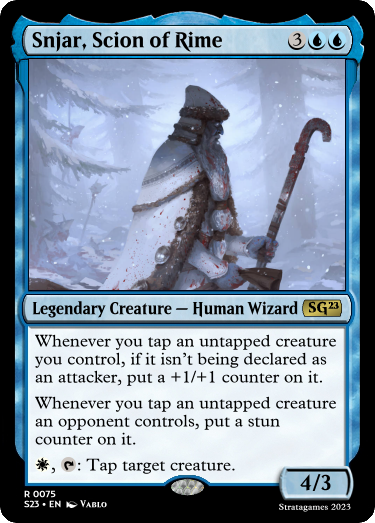 Snjar, Scion of Rime 3
Legendary Creature — Human Wizard SG23
Whenever you tap an untapped creature
you control, if it isn't being declared as
an attacker, put a +1/+1 counter on it.
Whenever you tap an untapped creature
an opponent controls, put a stun
counter on it.
, : Tap target creature.
4/3
R 0075
S23 • EN Vablo
Stratagames 2023